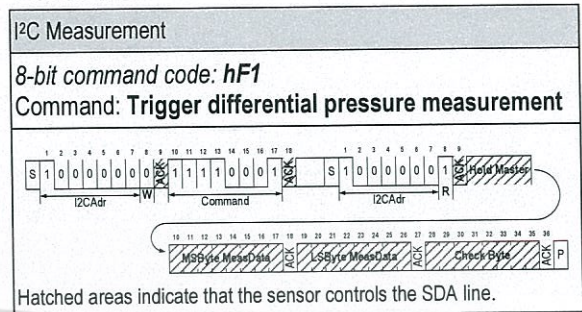 I²C Measurement
8-bit command code: hF1
Command: Trigger differential pressure measurement
1 2 3 4 5 6 7 8 9 10 11 12 13 14 15 16 17 18 1 2 3 4 5 6 7 8 9
S 1 0 0 0 0 0 0 0 ACK 1 1 1 1 0 0 0 1 ACK S 1 0 0 0 0 0 0 1 ACK Hold Master
I2CAdr W Command I2CAdr R
10 11 12 13 14 15 16 17 18 19 20 21 22 23 24 25 26 27 28 29 30 31 32 33 34 35 36
MSByte MeasData ACK LSByte MeasData ACK Check Byte ACK P
Hatched areas indicate that the sensor controls the SDA line.